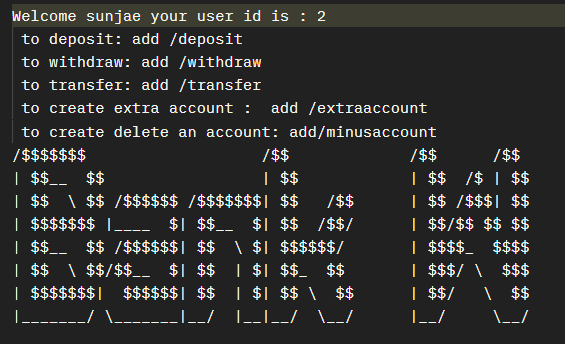 Welcome sunjae your user id is : 2
 to deposit: add /deposit
 to withdraw: add /withdraw
 to transfer: add /transfer
 to create extra account :  add /extraaccount
 to create delete an account: add/minusaccount
/$$$$$$$                   /$$             /$$      /$$
| $$__  $$                 | $$            | $$  /$ | $$
| $$  \ $$ /$$$$$$ /$$$$$$$| $$   /$$      | $$ /$$$| $$
| $$$$$$$ |____  $| $$__  $| $$  /$$/      | $$/$$ $$ $$
| $$__  $$ /$$$$$$| $$  \ $| $$$$$$/       | $$$$_  $$$$
| $$  \ $$/$$__  $| $$  | $| $$_  $$       | $$$/ \  $$$
| $$$$$$$|  $$$$$$| $$  | $| $$ \  $$      | $$/   \  $$
|_______/ \_______|__/  |__|__/  \__/      |__/     \__/